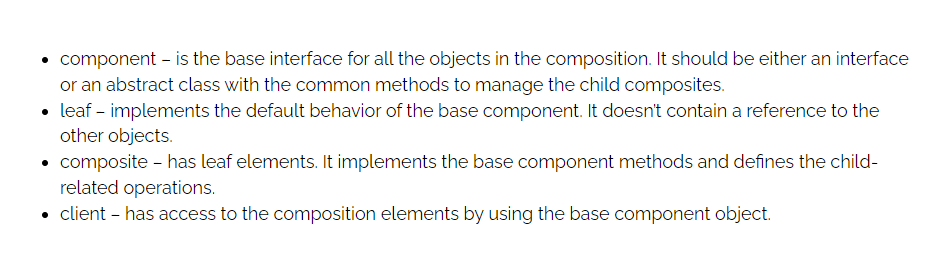 • component – is the base interface for all the objects in the composition. It should be either an interface
or an abstract class with the common methods to manage the child composites.
• leaf – implements the default behavior of the base component. It doesn't contain a reference to the
other objects.
• composite – has leaf elements. It implements the base component methods and defines the child-
related operations.
• client – has access to the composition elements by using the base component object.